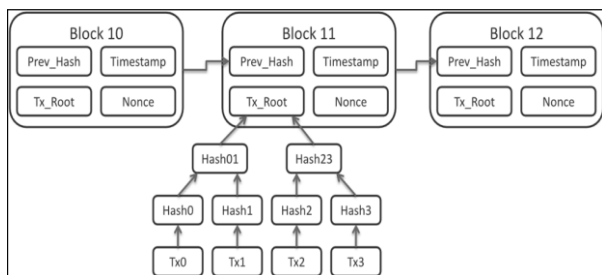 Block 10 Block 11 Block 12
Prev_Hash Timestamp Prev_Hash Timestamp Prev_Hash Timestamp
Tx_Root Nonce Tx_Root Nonce Tx_Root Nonce
Hash01 Hash23
Hash0 Hash1 Hash2 Hash3
Tx0 Tx1 Tx2 Tx3